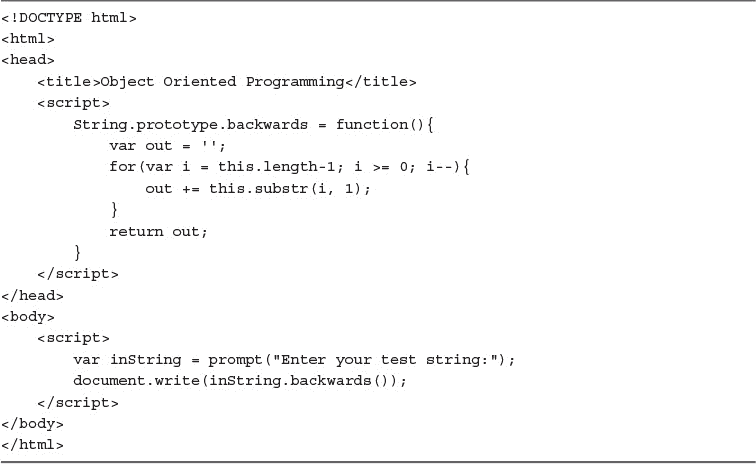 <!DOCTYPE html>
<html>
<head>
    <title>Object Oriented Programming</title>
    <script>
        String.prototype.backwards = function(){
            var out = '';
            for(var i = this.length-1; i >= 0; i--){
                out += this.substr(i, 1);
            }
            return out;
        }
    </script>
</head>
<body>
    <script>
        var inString = prompt("Enter your test string:");
        document.write(inString.backwards());
    </script>
</body>
</html>